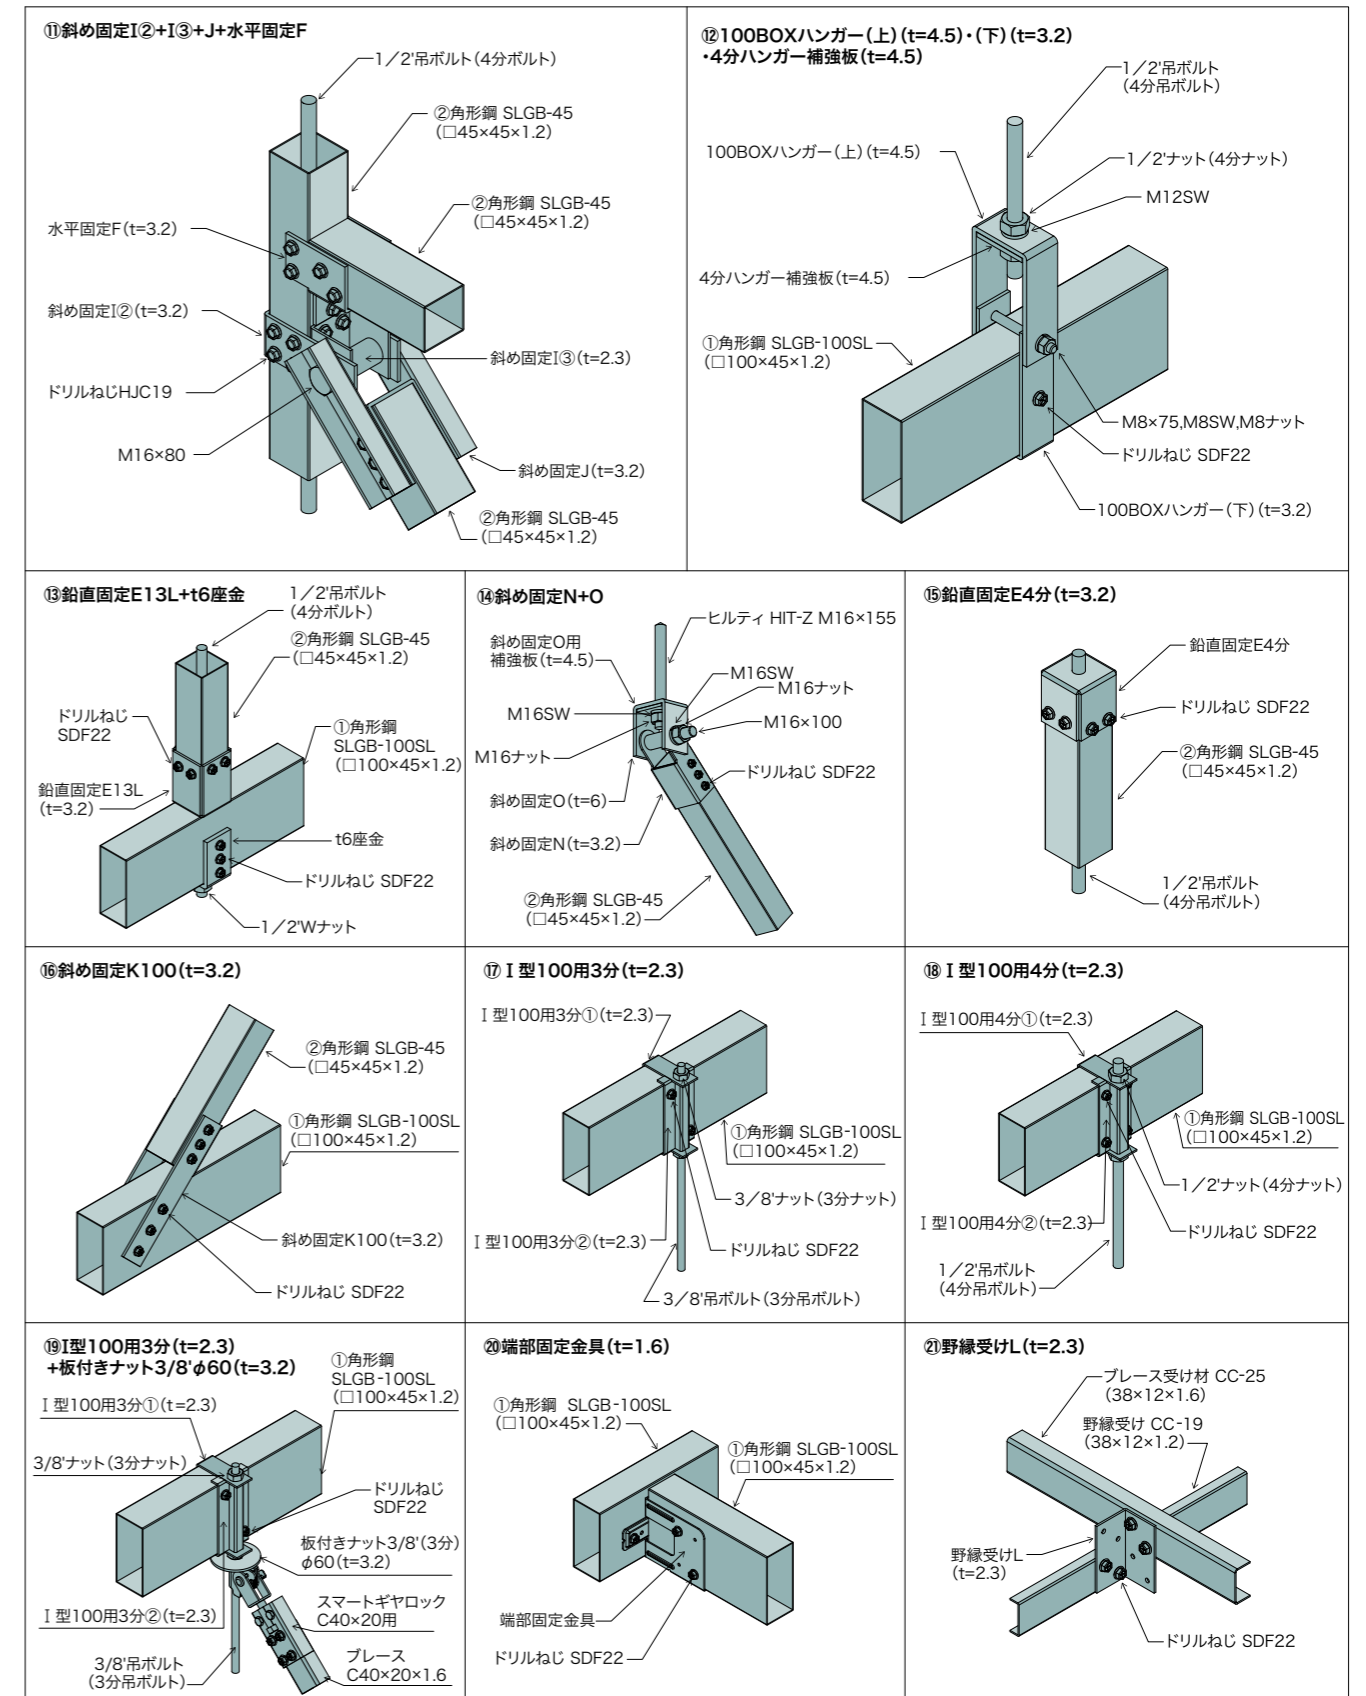 ⑪斜め固定I②+I③+J+水平固定F
1／2'吊ボルト(4分ボルト)
②角形鋼 SLGB-45
(□45×45×1.2)
②角形鋼 SLGB-45
(□45×45×1.2)
水平固定F(t=3.2)
斜め固定I②(t=3.2)
斜め固定I③(t=2.3)
ドリルねじHJC19
M16×80
斜め固定J(t=3.2)
②角形鋼 SLGB-45
(□45×45×1.2)
⑫100BOXハンガー(上)(t=4.5)・(下)(t=3.2)
・4分ハンガー補強板(t=4.5)
1／2'吊ボルト
(4分吊ボルト)
100BOXハンガー(上)(t=4.5)
1／2'ナット(4分ナット)
M12SW
4分ハンガー補強板(t=4.5)
①角形鋼 SLGB-100SL
(□100×45×1.2)
M8×75,M8SW,M8ナット
ドリルねじ SDF22
100BOXハンガー(下)(t=3.2)
⑬鉛直固定E13L+t6座金
1／2'吊ボルト
(4分ボルト)
②角形鋼 SLGB-45
(□45×45×1.2)
ドリルねじ
SDF22
①角形鋼
SLGB-100SL
(□100×45×1.2)
鉛直固定E13L
(t=3.2)
t6座金
ドリルねじ SDF22
1／2'Wナット
⑭斜め固定N+O
ヒルティ HIT-Z M16×155
斜め固定O用
補強板(t=4.5)
M16SW
M16ナット
M16SW
M16×100
M16ナット
ドリルねじ SDF22
斜め固定O(t=6)
斜め固定N(t=3.2)
②角形鋼 SLGB-45
(□45×45×1.2)
⑮鉛直固定E4分(t=3.2)
鉛直固定E4分
ドリルねじ SDF22
②角形鋼 SLGB-45
(□45×45×1.2)
1／2'吊ボルト
(4分吊ボルト)
⑯斜め固定K100(t=3.2)
②角形鋼 SLGB-45
(□45×45×1.2)
①角形鋼 SLGB-100SL
(□100×45×1.2)
斜め固定K100(t=3.2)
ドリルねじ SDF22
⑰Ⅰ型100用3分(t=2.3)
Ⅰ型100用3分①(t=2.3)
①角形鋼 SLGB-100SL
(□100×45×1.2)
3／8'ナット(3分ナット)
Ⅰ型100用3分②(t=2.3)
ドリルねじ SDF22
3／8'吊ボルト(3分吊ボルト)
⑱Ⅰ型100用4分(t=2.3)
Ⅰ型100用4分①(t=2.3)
①角形鋼 SLGB-100SL
(□100×45×1.2)
1／2'ナット(4分ナット)
Ⅰ型100用4分②(t=2.3)
ドリルねじ SDF22
1／2'吊ボルト
(4分吊ボルト)
⑲I型100用3分(t=2.3)
+板付きナット3/8'φ60(t=3.2)
①角形鋼
SLGB-100SL
(□100×45×1.2)
Ⅰ型100用3分①(t=2.3)
3/8'ナット(3分ナット)
ドリルねじ
SDF22
板付きナット3/8'(3分)
φ60(t=3.2)
スマートギヤロック
C40×20用
Ⅰ型100用3分②(t=2.3)
ブレース
C40×20×1.6
3/8'吊ボルト
(3分吊ボルト)
⑳端部固定金具(t=1.6)
①角形鋼 SLGB-100SL
(□100×45×1.2)
①角形鋼 SLGB-100SL
(□100×45×1.2)
端部固定金具
ドリルねじ SDF22
㉑野縁受けL(t=2.3)
ブレース受け材 CC-25
(38×12×1.6)
野縁受け CC-19
(38×12×1.2)
野縁受けL
(t=2.3)
ドリルねじ SDF22